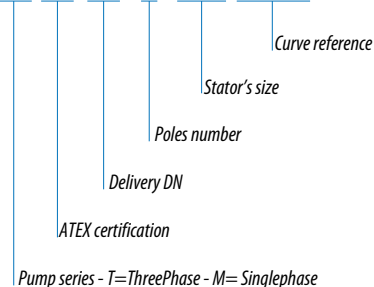 Curve reference
Stator’s size
Poles number
Delivery DN
ATEX certification
Pump series - T=ThreePhase - M= Singlephase